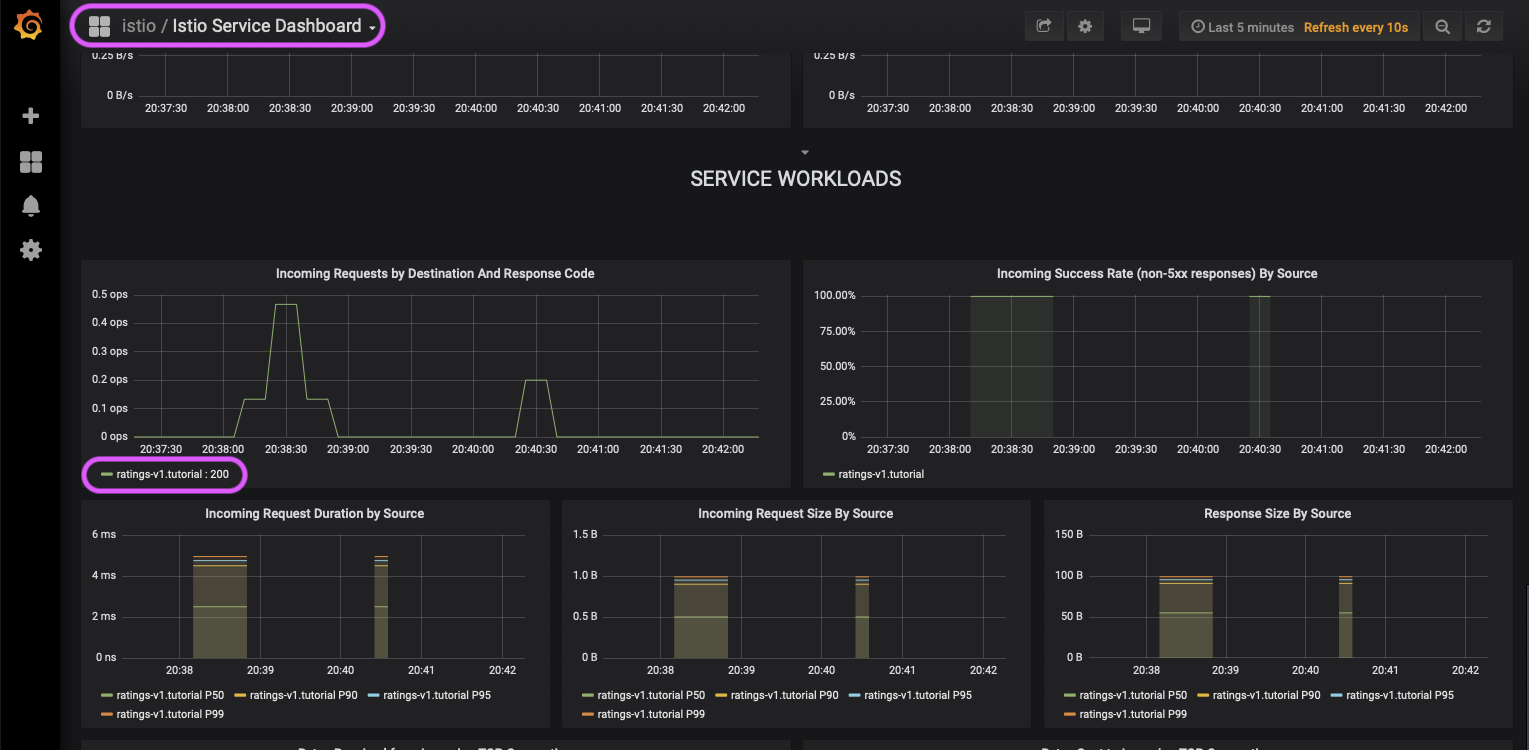 istio / Istio Service Dashboard
Last 5 minutes Refresh every 10s
0.25 B/s
0 B/s
20:37:30 20:38:00 20:38:30 20:39:00 20:39:30 20:40:00 20:40:30 20:41:00 20:41:30 20:42:00
0.25 B/s
0 B/s
20:37:30 20:38:00 20:38:30 20:39:00 20:39:30 20:40:00 20:40:30 20:41:00 20:41:30 20:42:00
SERVICE WORKLOADS
Incoming Requests by Destination And Response Code
0.5 ops
0.4 ops
0.3 ops
0.2 ops
0.1 ops
0 ops
20:37:30 20:38:00 20:38:30 20:39:00 20:39:30 20:40:00 20:40:30 20:41:00 20:41:30 20:42:00
ratings-v1.tutorial : 200
Incoming Success Rate (non-5xx responses) By Source
100.00%
75.00%
50.00%
25.00%
0%
20:37:30 20:38:00 20:38:30 20:39:00 20:39:30 20:40:00 20:40:30 20:41:00 20:41:30 20:42:00
ratings-v1.tutorial
Incoming Request Duration by Source
6 ms
4 ms
2 ms
0 ns
20:38 20:39 20:40 20:41 20:42
ratings-v1.tutorial P50 ratings-v1.tutorial P90 ratings-v1.tutorial P95
ratings-v1.tutorial P99
Incoming Request Size By Source
1.5 B
1.0 B
0.5 B
0 B
20:38 20:39 20:40 20:41 20:42
ratings-v1.tutorial P50 ratings-v1.tutorial P90 ratings-v1.tutorial P95
ratings-v1.tutorial P99
Response Size By Source
150 B
100 B
50 B
0 B
20:38 20:39 20:40 20:41 20:42
ratings-v1.tutorial P50 ratings-v1.tutorial P90 ratings-v1.tutorial P95
ratings-v1.tutorial P99